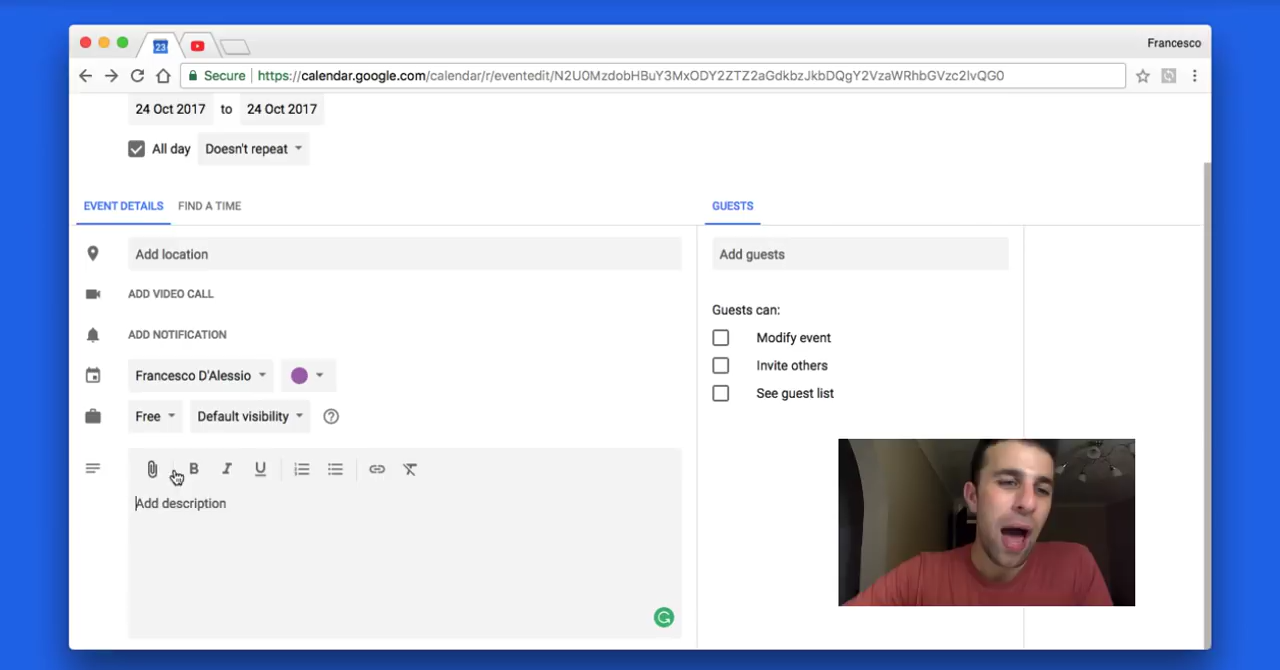 23
Francesco
Secure https://calendar.google.com/calendar/r/eventedit/N2U0MzdobHBuY3MxODY2ZTZ2aGdkbzJkbDQgY2VzaWRhbGVzc2lvQG0
24 Oct 2017 to 24 Oct 2017
All day Doesn't repeat
EVENT DETAILS FIND A TIME
GUESTS
Add location
Add guests
ADD VIDEO CALL
Guests can:
ADD NOTIFICATION
Modify event
Invite others
Francesco D'Alessio
See guest list
Free Default visibility
B I U
Add description